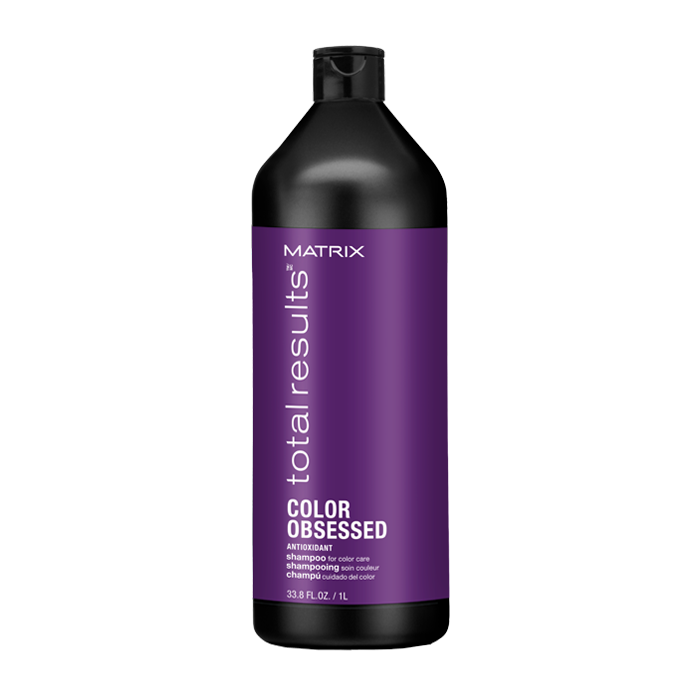 MATRIX
total results
COLOR
OBSESSED
ANTIOXIDANT
shampoo for color care
shampooing soin couleur
champú cuidado del color
33.8 FL.OZ. / 1L